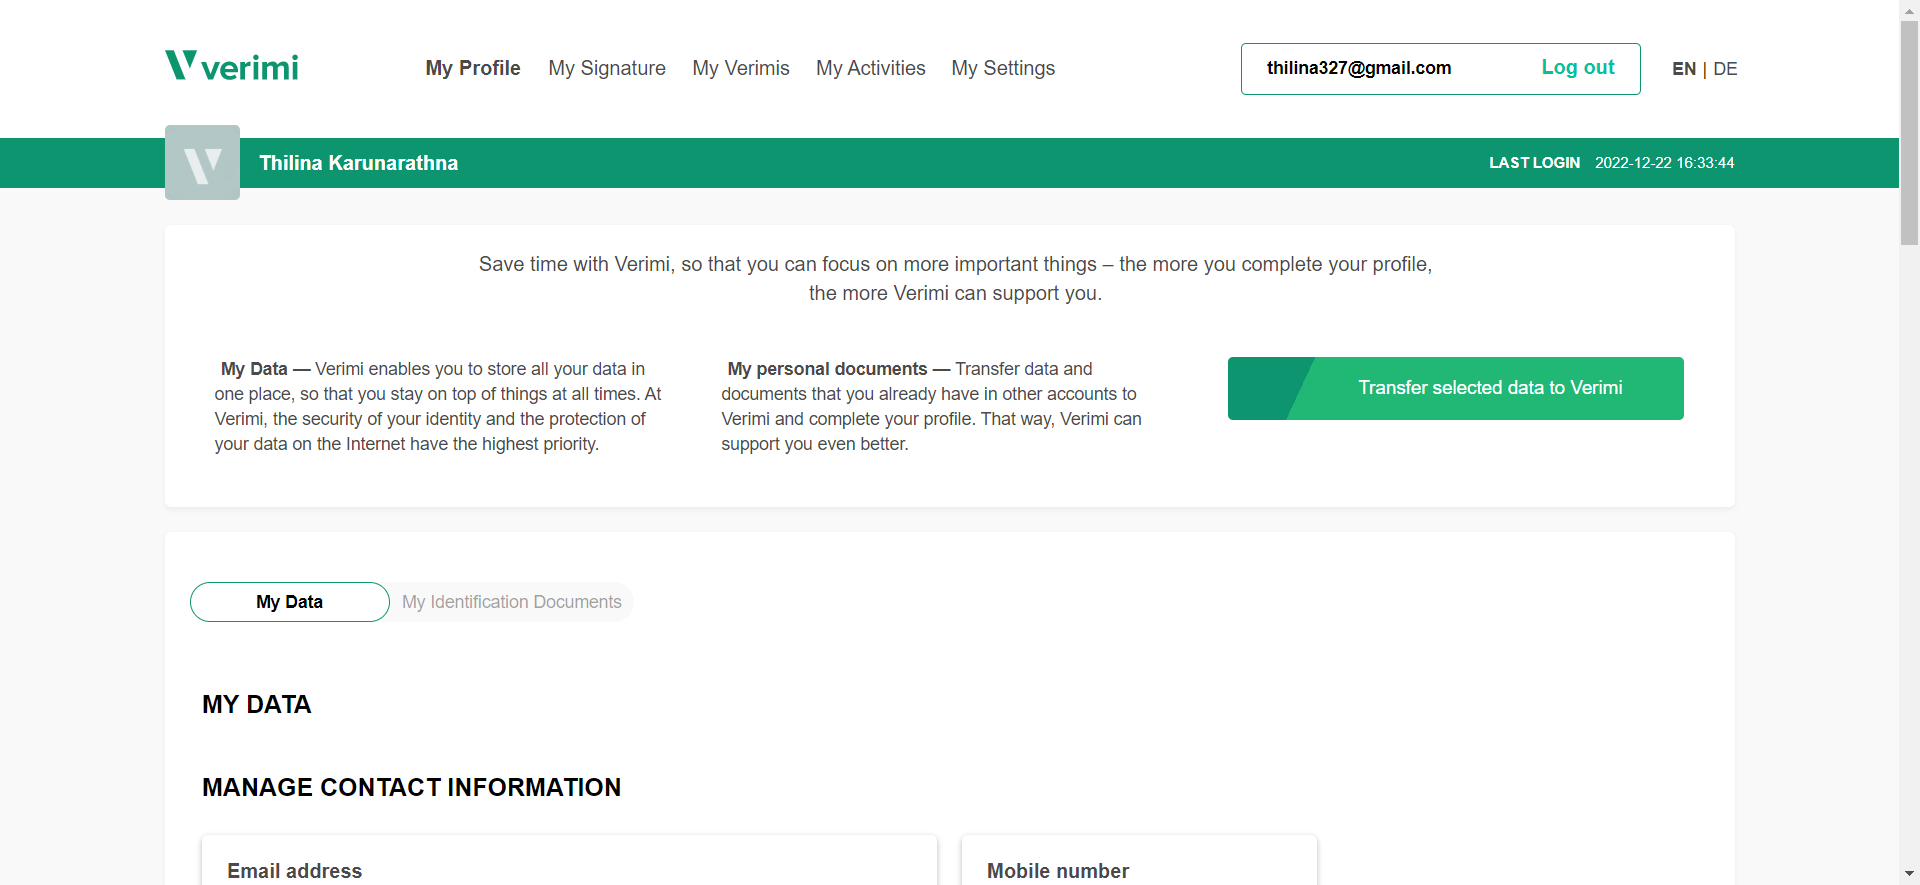 verimi
My Profile My Signature My Verimis My Activities My Settings
thilina327@gmail.com Log out
EN | DE
Thilina Karunarathna
LAST LOGIN 2022-12-22 16:33:44
Save time with Verimi, so that you can focus on more important things – the more you complete your profile,
the more Verimi can support you.
My Data — Verimi enables you to store all your data in
one place, so that you stay on top of things at all times. At
Verimi, the security of your identity and the protection of
your data on the Internet have the highest priority.
My personal documents — Transfer data and
documents that you already have in other accounts to
Verimi and complete your profile. That way, Verimi can
support you even better.
Transfer selected data to Verimi
My Data My Identification Documents
MY DATA
MANAGE CONTACT INFORMATION
Email address
Mobile number